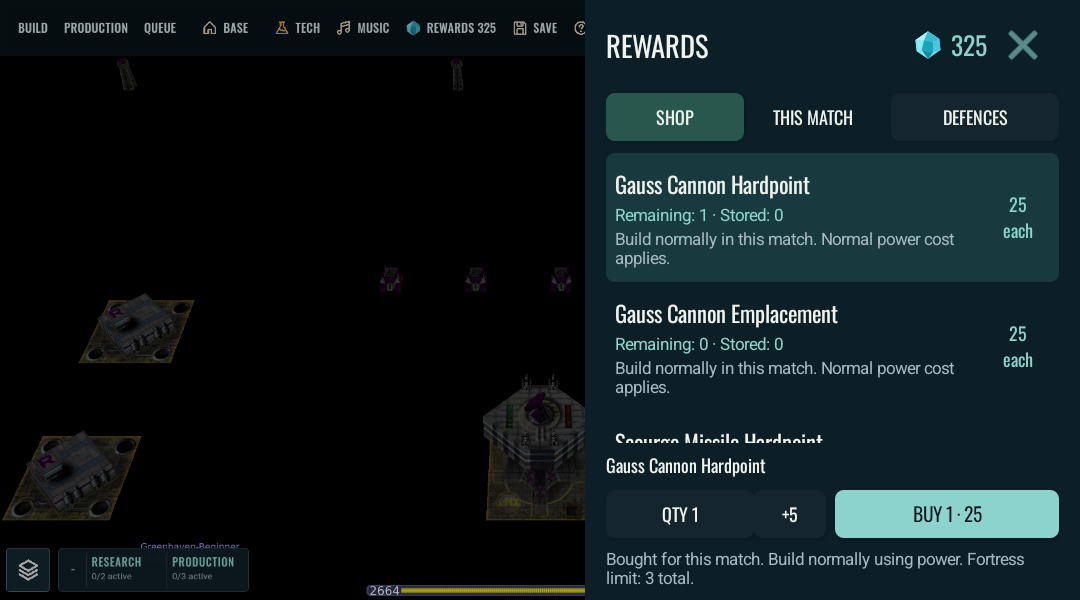 BUILD PRODUCTION QUEUE BASE TECH MUSIC REWARDS 325 SAVE
REWARDS 325
SHOP THIS MATCH DEFENCES
Gauss Cannon Hardpoint
Remaining: 1 · Stored: 0
Build normally in this match. Normal power cost
applies.
25
each
Gauss Cannon Emplacement
Remaining: 0 · Stored: 0
Build normally in this match. Normal power cost
applies.
25
each
Scourge Missile Hardpoint
Gauss Cannon Hardpoint
QTY 1 +5 BUY 1 · 25
Bought for this match. Build normally using power. Fortress
limit: 3 total.
Greenhaven-Beginner
- RESEARCH PRODUCTION
0/2 active 0/3 active
2664